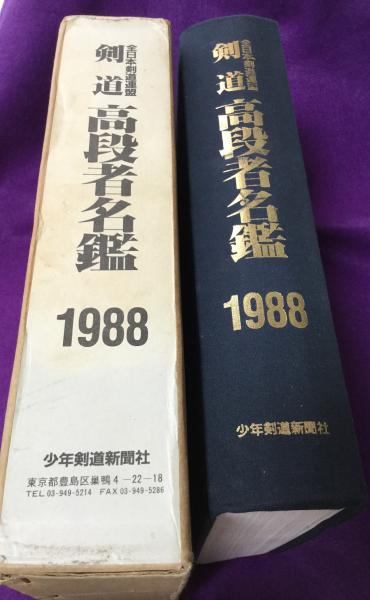 全日本剣道連盟
剣道
高段者名鑑
1988
少年剣道新聞社
東京都豊島区巣鴨4-22-18
TEL 03-949-5214 FAX 03-949-5286
全日本剣道連盟
剣道
高段者名鑑
1988
少年剣道新聞社